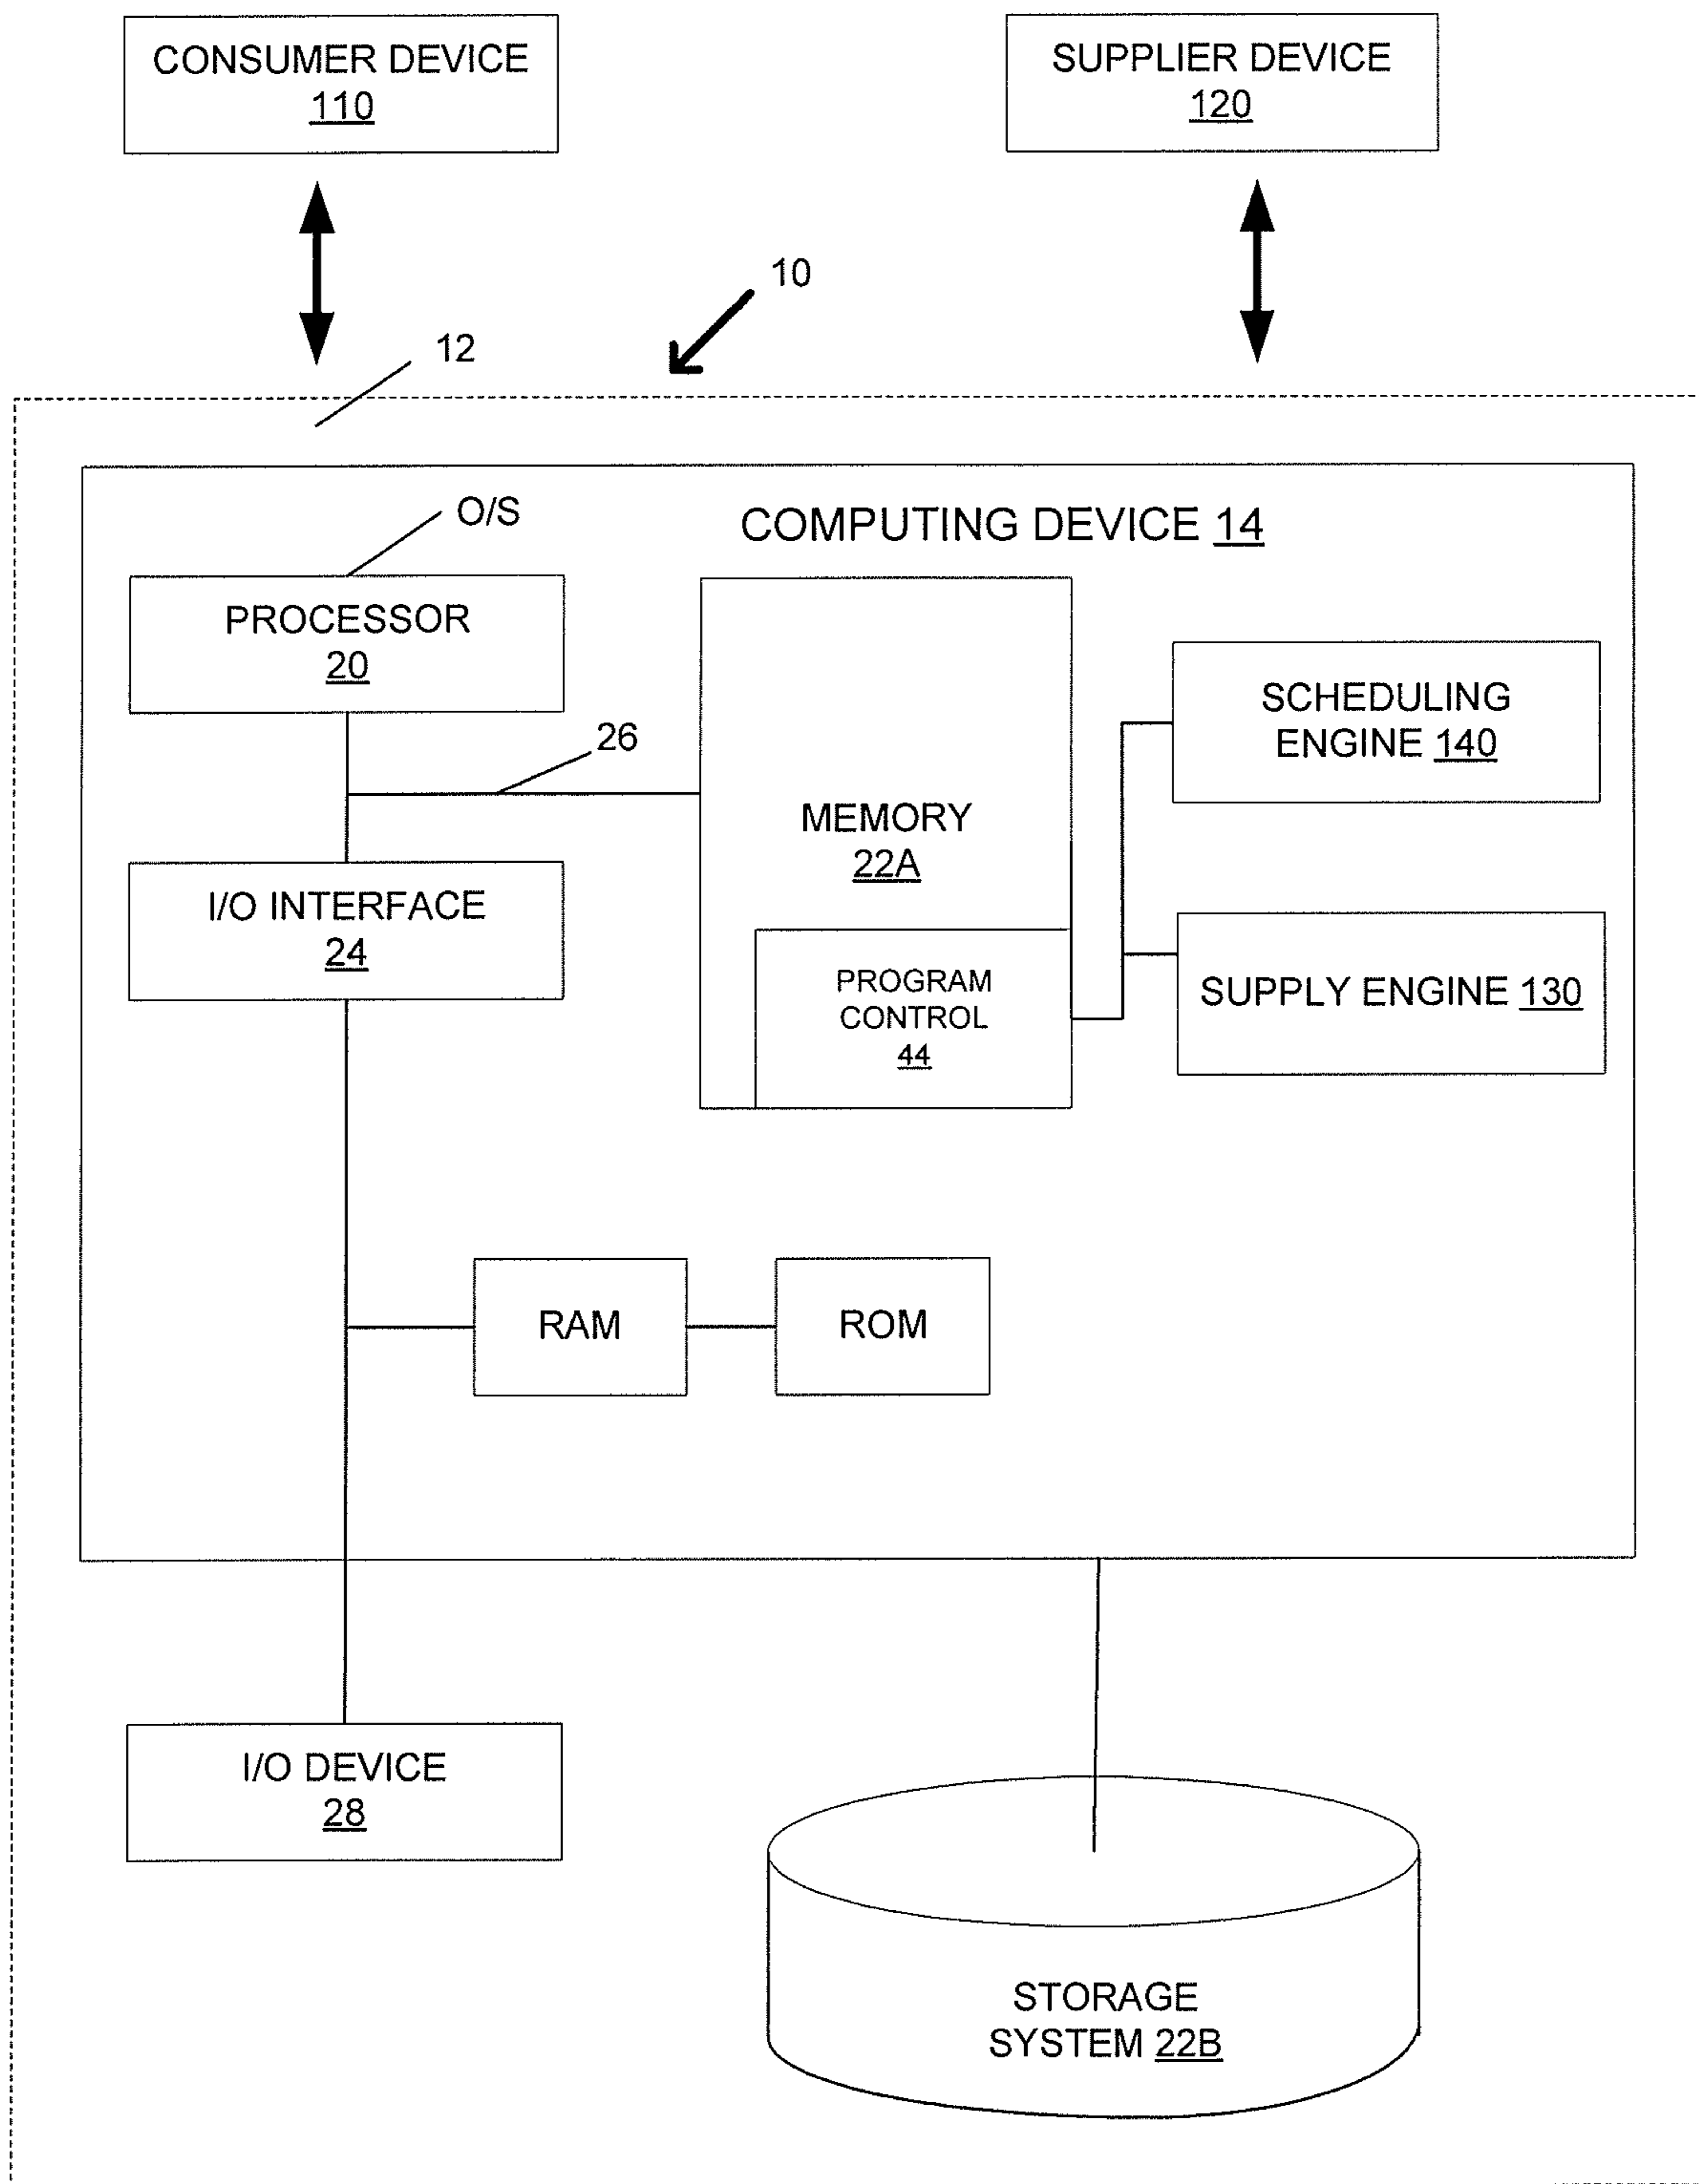 CONSUMER DEVICE
110
SUPPLIER DEVICE
120
10
12
O/S
COMPUTING DEVICE 14
PROCESSOR
20
SCHEDULING
ENGINE 140
26
MEMORY
22A
I/O INTERFACE
24
PROGRAM
CONTROL
44
SUPPLY ENGINE 130
RAM
ROM
I/O DEVICE
28
STORAGE
SYSTEM 22B